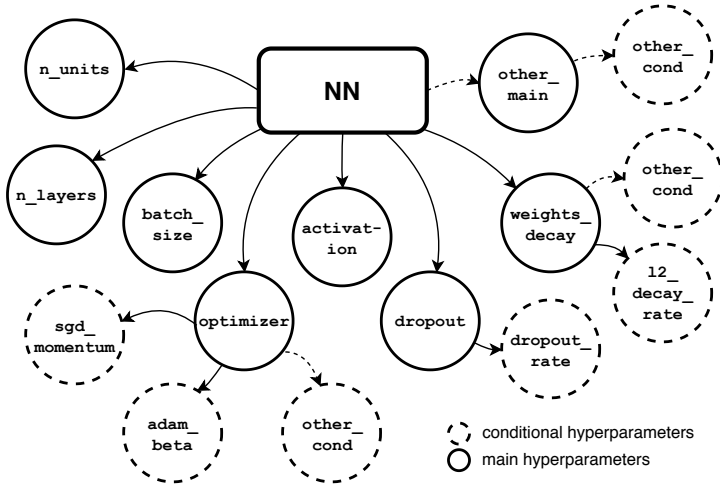 NN
n_units
other_
main
other_
cond
n_layers
batch_
size
activat-
ion
weights_
decay
other_
cond
l2_
decay_
rate
optimizer
dropout
sgd_
momentum
dropout_
rate
adam_
beta
other_
cond
conditional hyperparameters
main hyperparameters